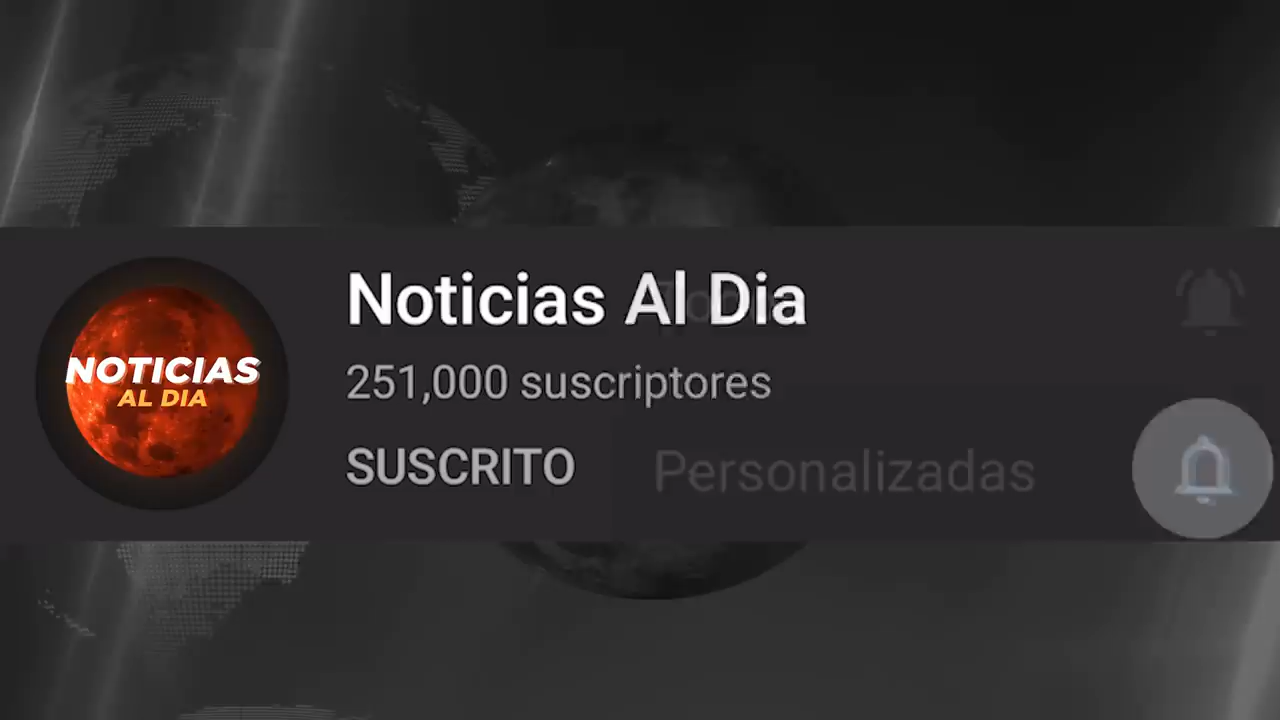 Noticias Al Dia
251,000 suscriptores
NOTICIAS
AL DIA
SUSCRITO
Personalizadas